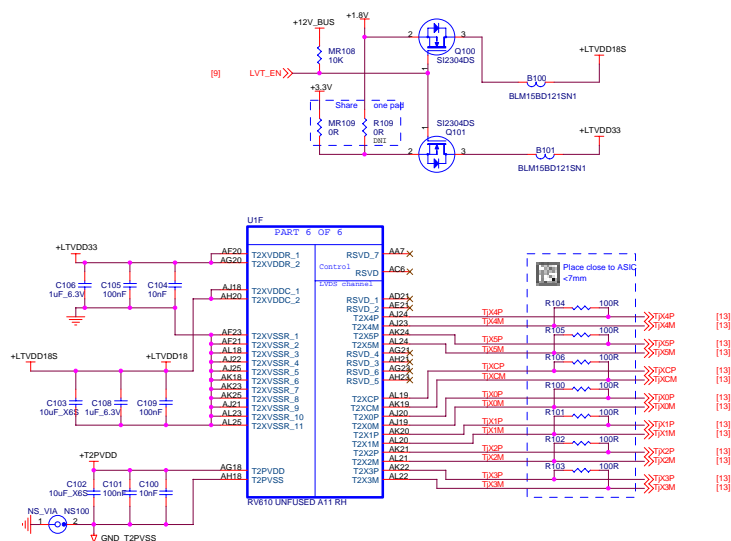 +1.8V
+12V_BUS
2 3
Q100
SI2304DS
1
+LTVDD18S
MR108
10K
[9] LVT_EN
B100
BLM15BD121SN1
+3.3V
Share one pad
MR109
0R
R109
0R
DNI
1
SI2304DS
Q101
2 3
+LTVDD33
B101
BLM15BD121SN1
U1F
PART 6 OF 6
+LTVDD33
AF20 T2XVDDR_1
AG20 T2XVDDR_2
RSVD_7 AA7
Control
RSVD AC6
LVDS channel
C106
1uF_6.3V
C105
100nF
C104
10nF
AJ18 T2XVDDC_1
AH20 T2XVDDC_2
RSVD_1 AD21
RSVD_2 AE21
T2X4P AJ24 TjX4P
T2X4M AJ23 TjX4M
T2X5P AK24 TjX5P
T2X5M AL24 TjX5M
RSVD_4 AG21
RSVD_3 AH21
RSVD_6 AG22
RSVD_5 AH23
AF23 T2XVSSR_1
AF21 T2XVSSR_2
AL18 T2XVSSR_3
AJ22 T2XVSSR_4
AJ25 T2XVSSR_5
AK18 T2XVSSR_6
AK23 T2XVSSR_7
AK25 T2XVSSR_8
AJ21 T2XVSSR_9
AL23 T2XVSSR_10
AL25 T2XVSSR_11
+LTVDD18S
+LTVDD18
C103
10uF_X6S
C108
1uF_6.3V
C109
100nF
T2XCP AL19 TjXCP
T2XCM AK19 TjXCM
T2X0P AJ20 TjX0P
T2X0M AJ19 TjX0M
T2X1P AK20 TjX1P
T2X1M AL20 TjX1M
T2X2P AK21 TjX2P
T2X2M AL21 TjX2M
T2X3P AK22 TjX3P
T2X3M AL22 TjX3M
Place close to ASIC
<7mm
R104 100R
TjX4P [13]
TjX4M [13]
R105 100R
TjX5P [13]
TjX5M [13]
R106 100R
TjXCP [13]
TjXCM [13]
R100 100R
TjX0P [13]
TjX0M [13]
R101 100R
TjX1P [13]
TjX1M [13]
R102 100R
TjX2P [13]
TjX2M [13]
R103 100R
TjX3P [13]
TjX3M [13]
+T2PVDD
AG18 T2PVDD
AH18 T2PVSS
C102
10uF_X6S
C101
100nF
C100
10nF
RV610 UNFUSED A11 RH
NS_VIA NS100
1 2
GND_T2PVSS